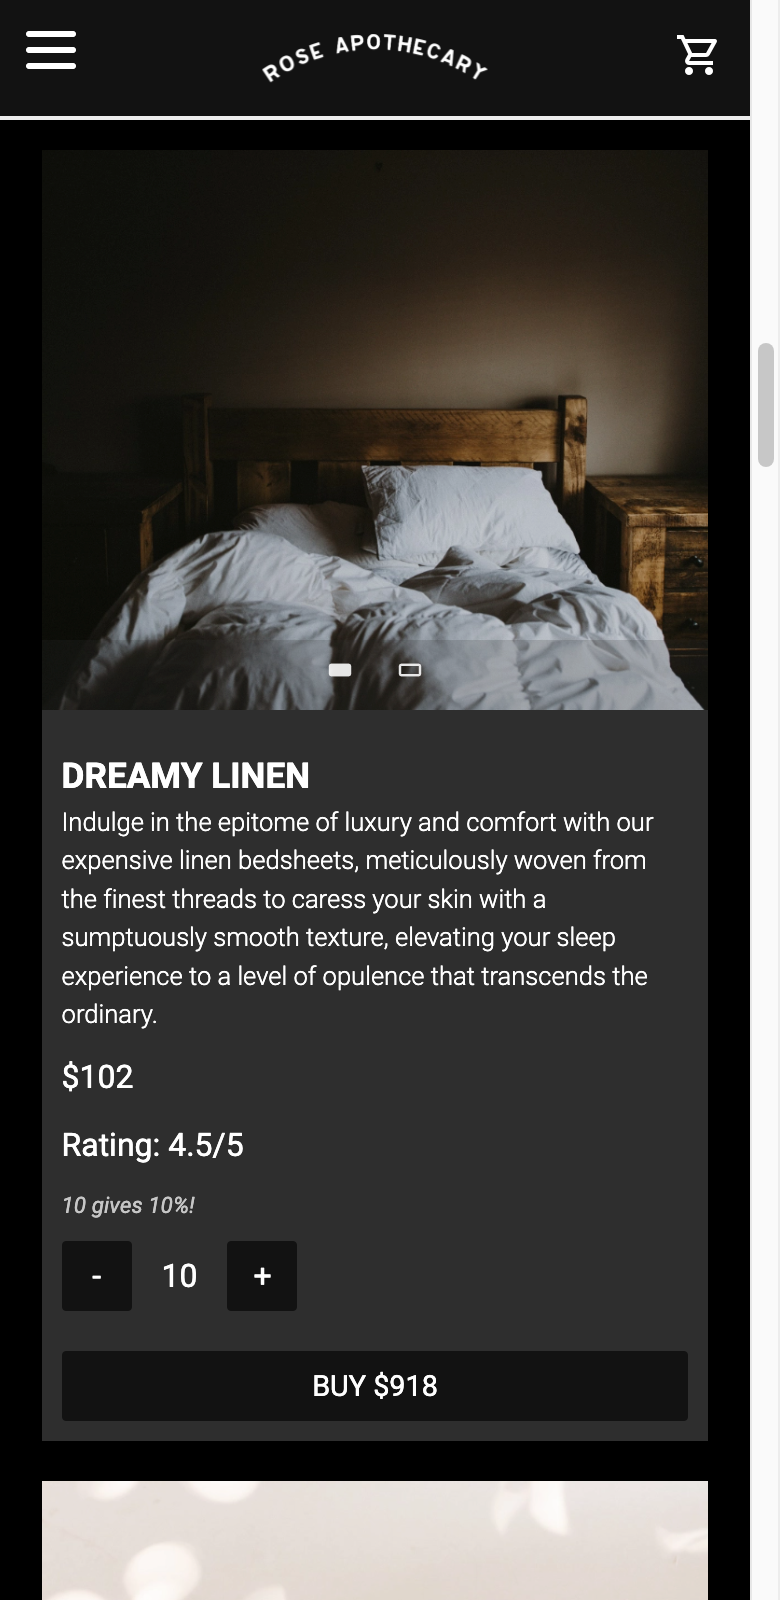 ROSE APOTHECARY
DREAMY LINEN
Indulge in the epitome of luxury and comfort with our
expensive linen bedsheets, meticulously woven from
the finest threads to caress your skin with a
sumptuously smooth texture, elevating your sleep
experience to a level of opulence that transcends the
ordinary.
$102
Rating: 4.5/5
10 gives 10%!
- 10 +
BUY $918